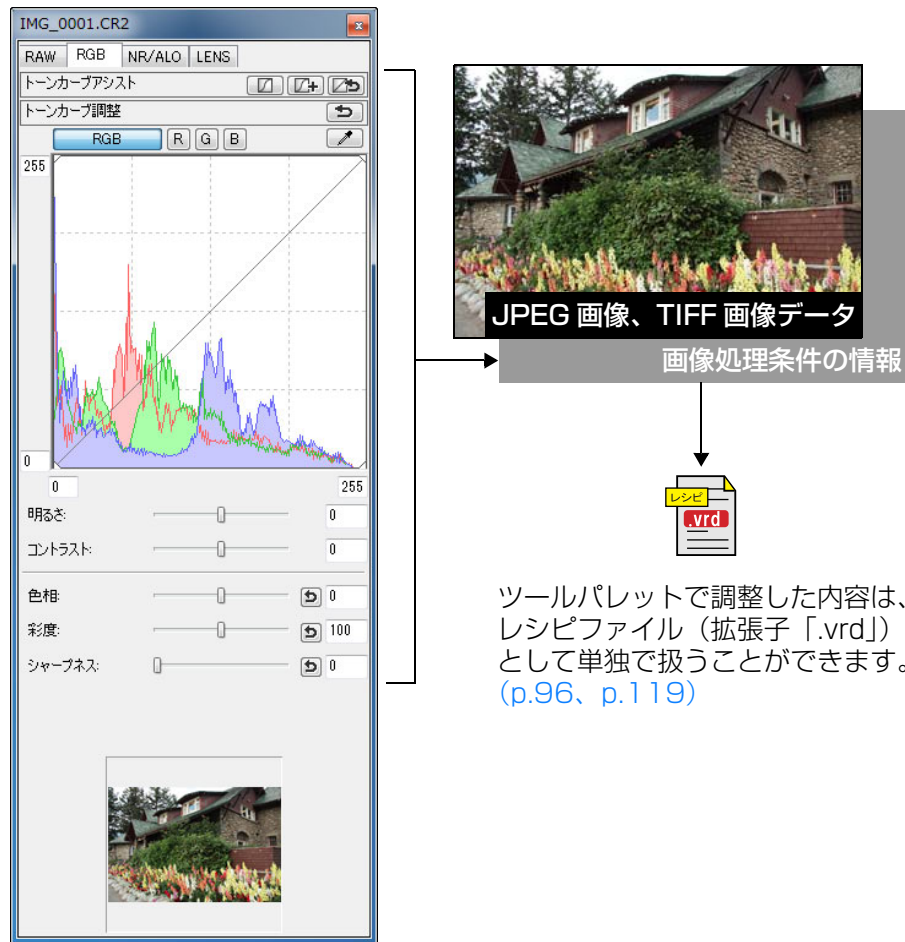 IMG_0001.CR2
RAW RGB NR/ALO LENS
トーンカーブアシスト
トーンカーブ調整
RGB R G B
255
0
0 255
明るさ: 0
コントラスト: 0
色相: 0
彩度: 100
シャープネス: 0
JPEG 画像、TIFF 画像データ
画像処理条件の情報
レシピ
.vrd
ツールパレットで調整した内容は、
レシピファイル（拡張子「.vrd」）
として単独で扱うことができます。
（p.96、p.119）